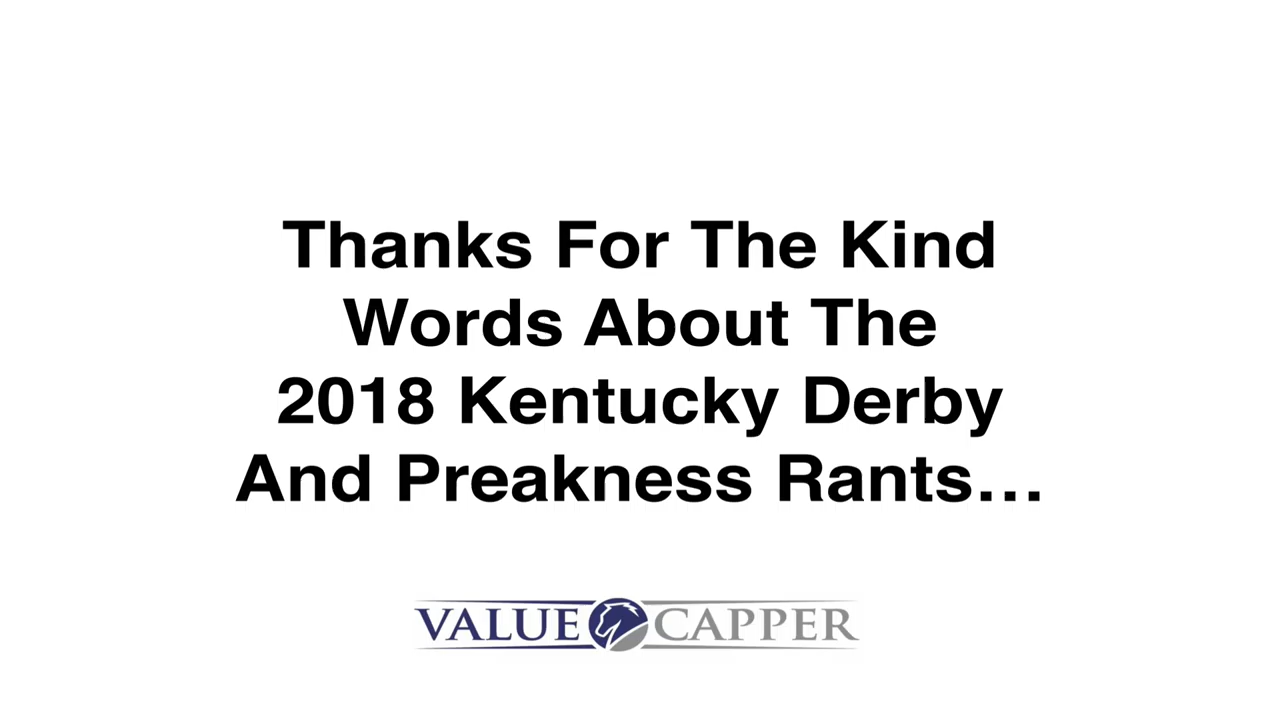 Thanks For The Kind
Words About The
2018 Kentucky Derby
And Preakness Rants…
VALUE CAPPER